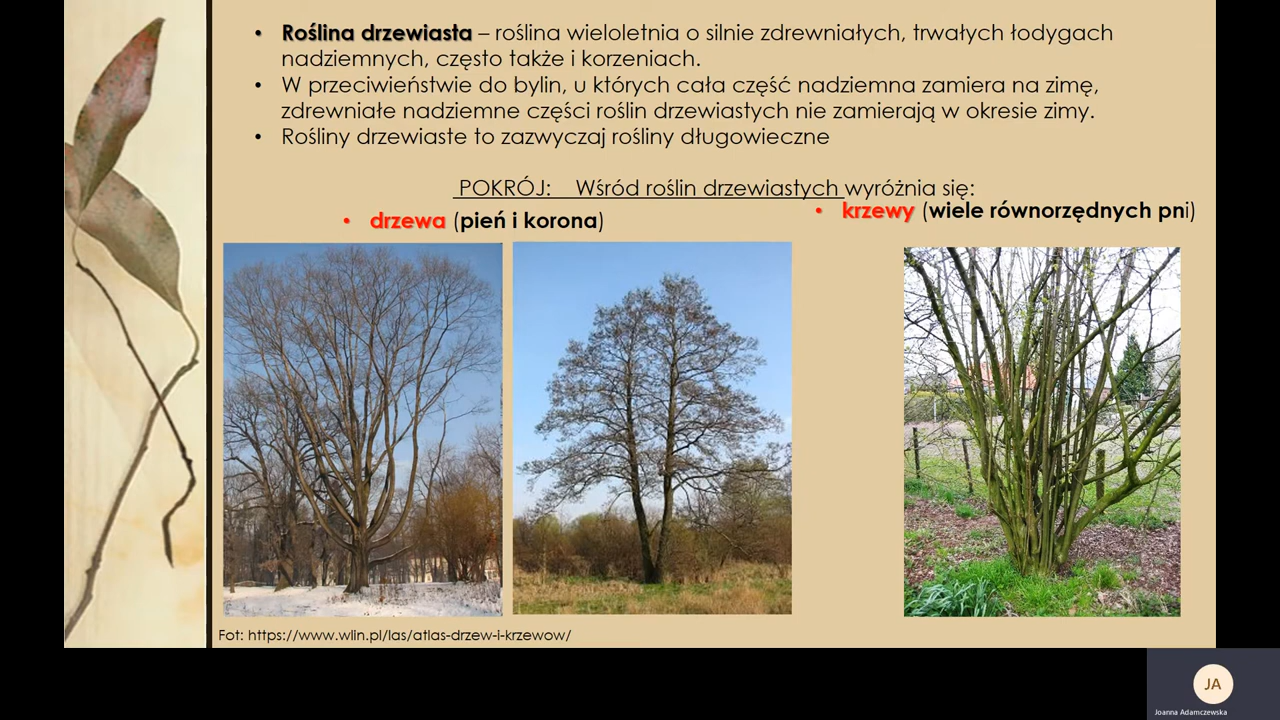 • Roślina drzewiasta – roślina wieloletnia o silnie zdrewniałych, trwałych łodygach
nadziemnych, często także i korzeniach.
• W przeciwieństwie do bylin, u których cała część nadziemna zamiera na zimę,
zdrewniałe nadziemne części roślin drzewiastych nie zamierają w okresie zimy.
• Rośliny drzewiaste to zazwyczaj rośliny długowieczne
POKRÓJ: Wśród roślin drzewiastych wyróżnia się:
• drzewa (pień i korona)
• krzewy (wiele równorzędnych pni)
Fot: https://www.wlin.pl/las/atlas-drzew-i-krzewow/
JA
Joanna Adamczewska